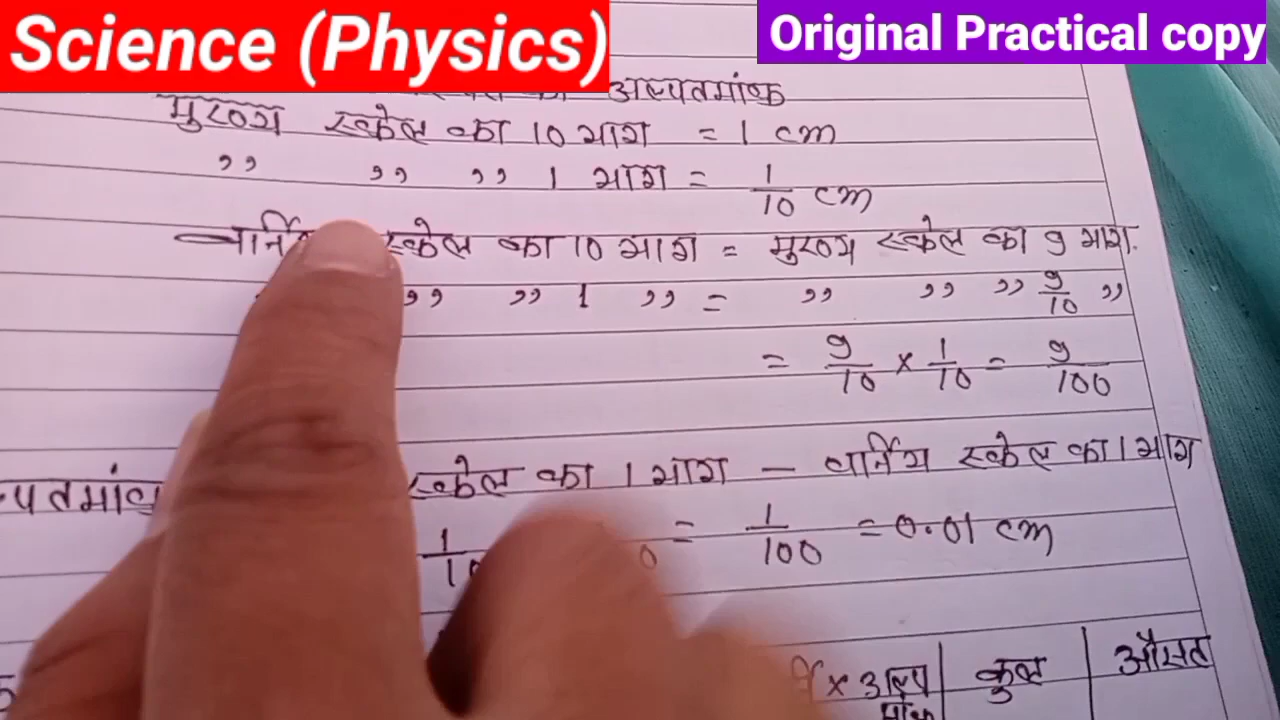 Science (Physics)
Original Practical copy
का अल्पतमांक
मुख्य स्केल का 10 भाग = 1 cm
,, ,, ,, 1 भाग = 1/10 cm
स्केल का 10 भाग = मुख्य स्केल का 9 भाग.
,, ,, 1 ,, = ,, ,, ,, 9/10 ,,
= 9/10 × 1/10 = 9/100
स्केल का 1 भाग – वर्नियर स्केल का 1 भाग
= 1/100 = 0.01 cm
× अल्प कुल औसत
मांक